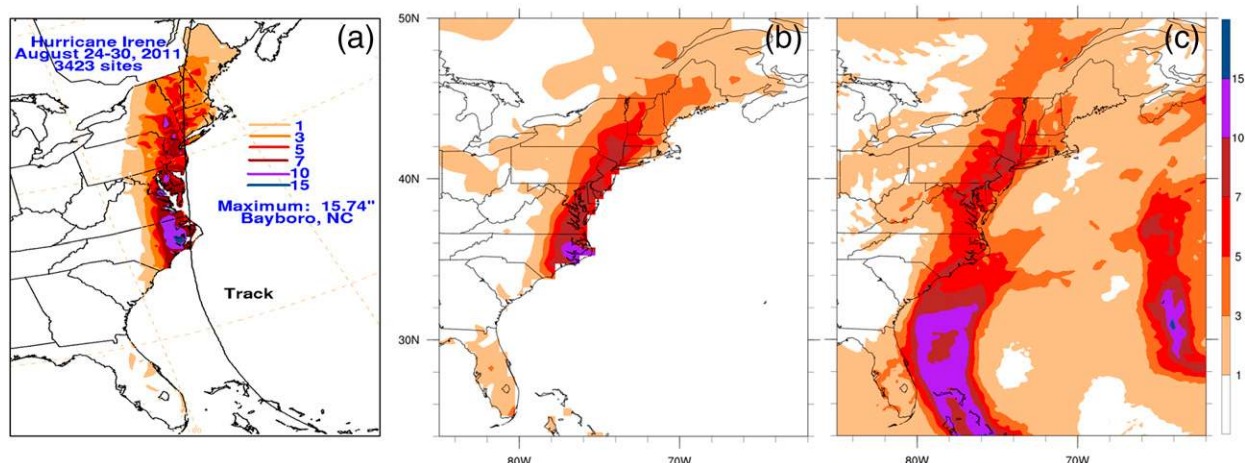 (a)
Hurricane Irene
August 24-30, 2011
3423 sites
1
3
5
7
10
15
Maximum: 15.74"
Bayboro, NC
Track
(b)
50N
40N
30N
80W
70W
(c)
80W
70W
15
10
7
5
3
1